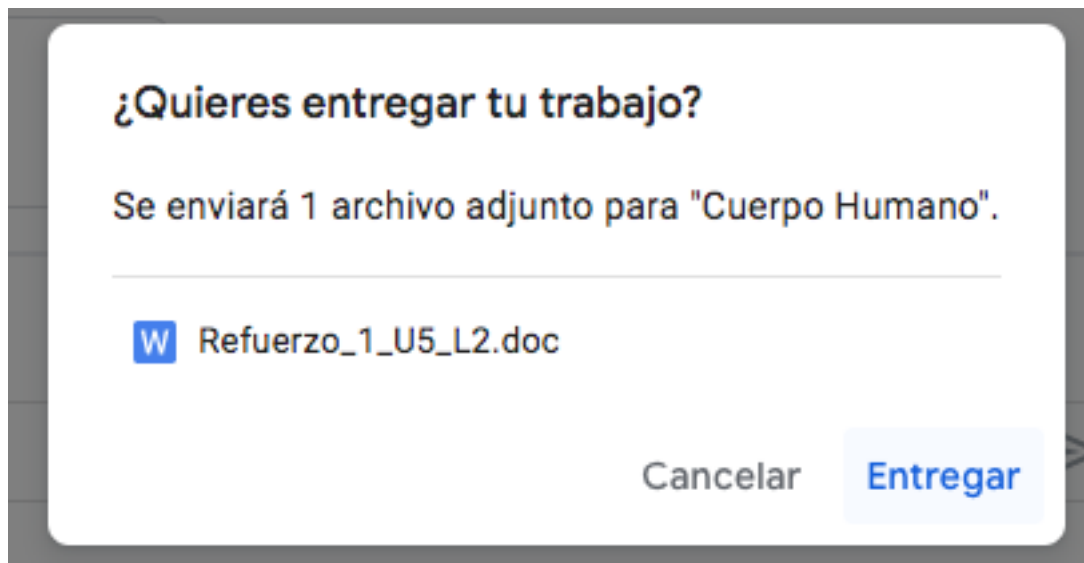 ¿Quieres entregar tu trabajo?
Se enviará 1 archivo adjunto para "Cuerpo Humano".
W Refuerzo_1_U5_L2.doc
Cancelar Entregar